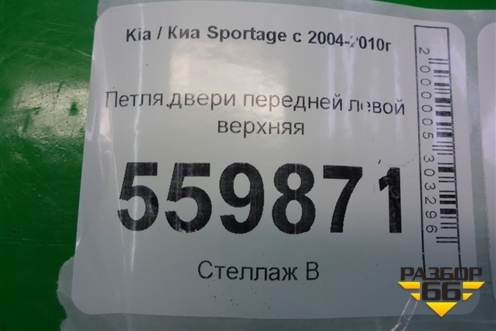 Kia / Киа Sportage с 2004-2010г
Петля двери передней левой
верхняя
559871
Стеллаж В
2000005303296
РАЗБОР
66